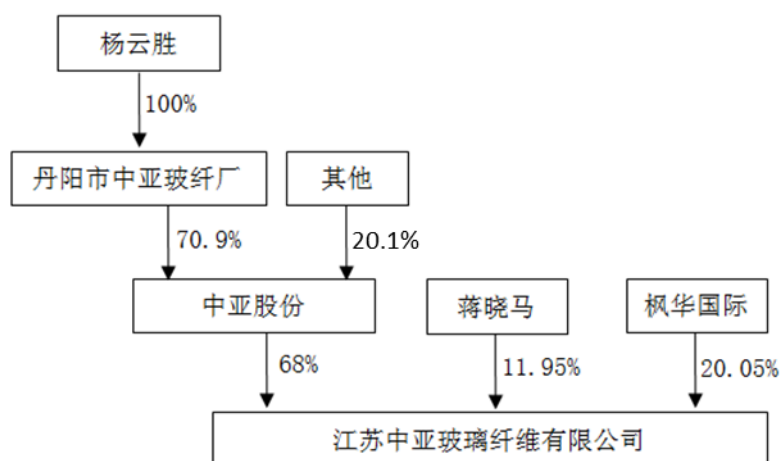 杨云胜
100%
丹阳市中亚玻纤厂
其他
70.9%
20.1%
中亚股份
蒋晓马
枫华国际
68%
11.95%
20.05%
江苏中亚玻璃纤维有限公司